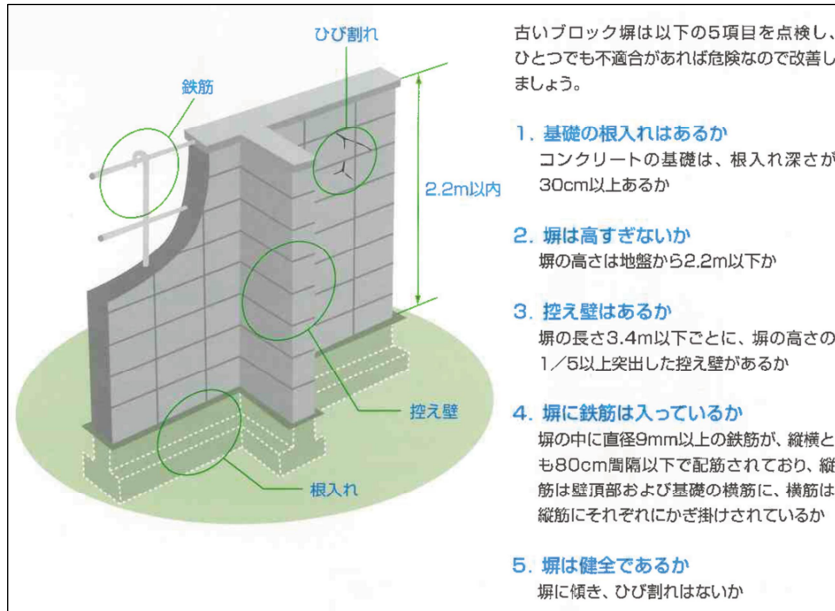 ひび割れ
鉄筋
2.2m以内
控え壁
根入れ
古いブロック塀は以下の5項目を点検し、
ひとつでも不適合があれば危険なので改善し
ましょう。
1. 基礎の根入れはあるか
コンクリートの基礎は、根入れ深さが
30cm以上あるか
2. 塀は高すぎないか
塀の高さは地盤から2.2m以下か
3. 控え壁はあるか
塀の長さ3.4m以下ごとに、塀の高さの
1／5以上突出した控え壁があるか
4. 塀に鉄筋は入っているか
塀の中に直径9mm以上の鉄筋が、縦横と
も80cm間隔以下で配筋されており、縦
筋は壁頂部および基礎の横筋に、横筋は
縦筋にそれぞれにかぎ掛けされているか
5. 塀は健全であるか
塀に傾き、ひび割れはないか